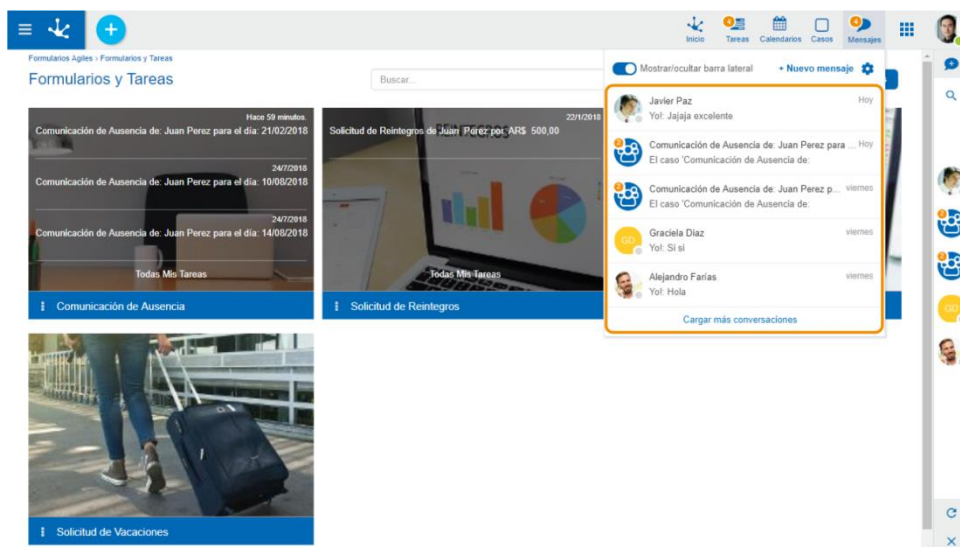 Inicio
4
Tareas
Calendarios
Casos
4
Mensajes
Formularios Agiles › Formularios y Tareas
Formularios y Tareas
Buscar...
Mostrar/ocultar barra lateral
+ Nuevo mensaje
Hace 59 minutos.
Comunicación de Ausencia de: Juan Perez para el día: 21/02/2018
24/7/2018
Comunicación de Ausencia de: Juan Perez para el día: 10/08/2018
24/7/2018
Comunicación de Ausencia de: Juan Perez para el día: 14/08/2018
Todas Mis Tareas
Comunicación de Ausencia
22/1/2018
Solicitud de Reintegros de Juan Perez por: AR$ 500,00
REINTEGROS
Todas Mis Tareas
Solicitud de Reintegros
Javier Paz
Hoy
Yo!: Jajaja excelente
Comunicación de Ausencia de: Juan Perez para ...
Hoy
El caso 'Comunicación de Ausencia de:
Comunicación de Ausencia de: Juan Perez p...
viernes
El caso 'Comunicación de Ausencia de:
GD
Graciela Diaz
viernes
Yo!: Si si
Alejandro Farías
viernes
Yo!: Hola
Cargar más conversaciones
GD
Solicitud de Vacaciones